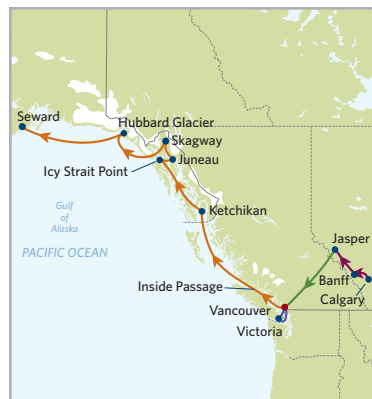 Seward
Hubbard Glacier
Skagway
Juneau
Icy Strait Point
Gulf
of
Alaska
Ketchikan
PACIFIC OCEAN
Jasper
Inside Passage
Banff
Calgary
Vancouver
Victoria